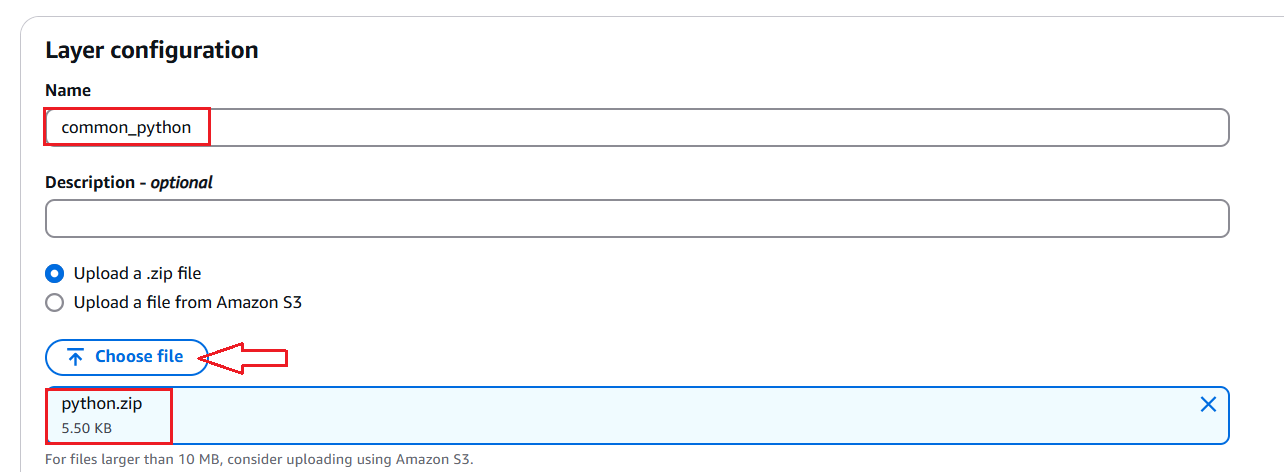 Layer configuration
Name
common_python
Description - optional
Upload a .zip file
Upload a file from Amazon S3
Choose file
python.zip
5.50 KB
For files larger than 10 MB, consider uploading using Amazon S3.